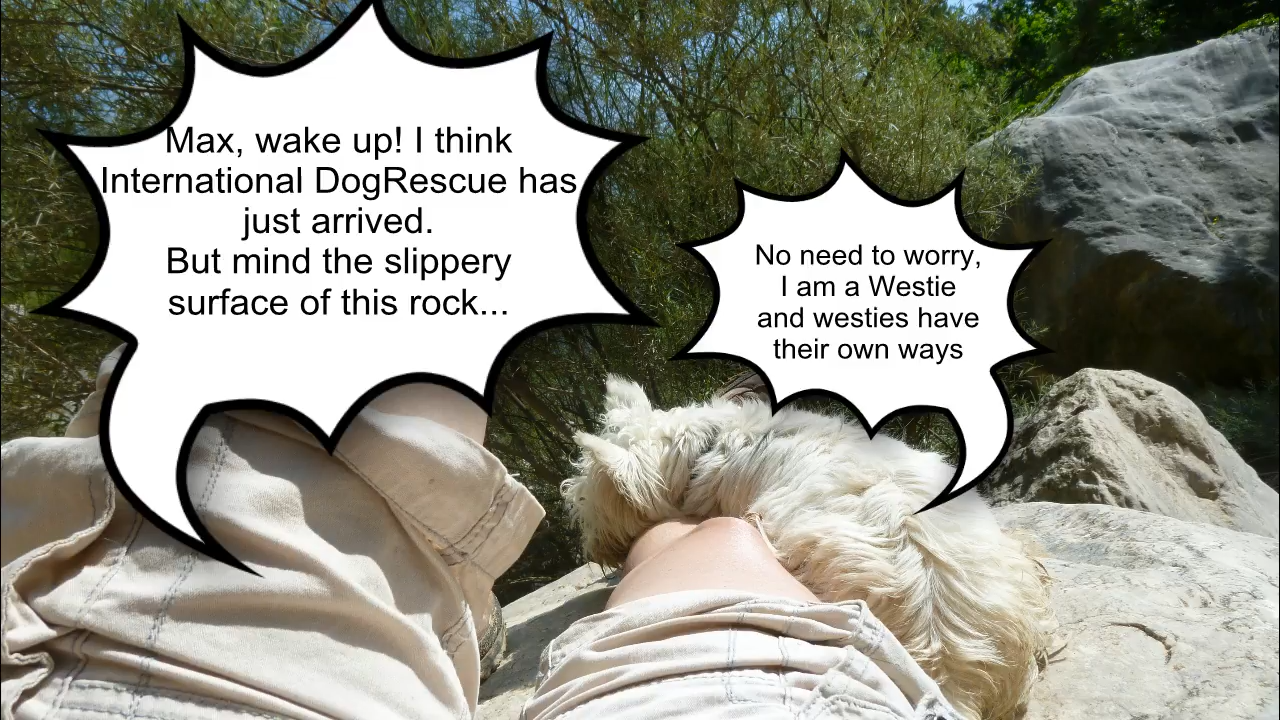 Max, wake up! I think
International DogRescue has
just arrived.
But mind the slippery
surface of this rock...
No need to worry,
I am a Westie
and westies have
their own ways